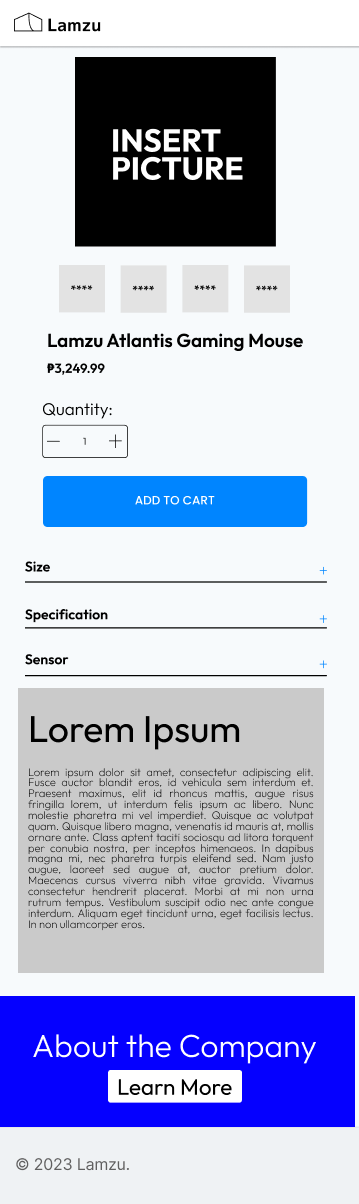 Lamzu
INSERT
PICTURE
**** **** **** ****
Lamzu Atlantis Gaming Mouse
₱3,249.99
Quantity:
1
ADD TO CART
Size
Specification
Sensor
Lorem Ipsum
Lorem ipsum dolor sit amet, consectetur adipiscing elit.
Fusce auctor blandit eros, id vehicula sem interdum et.
Praesent maximus, elit id rhoncus mattis, augue risus
fringilla lorem, ut interdum felis ipsum ac libero. Nunc
molestie pharetra mi vel imperdiet. Quisque ac volutpat
quam. Quisque libero magna, venenatis id mauris at, mollis
ornare ante. Class aptent taciti sociosqu ad litora torquent
per conubia nostra, per inceptos himenaeos. In dapibus
magna mi, nec pharetra turpis eleifend sed. Nam justo
augue, laoreet sed augue at, auctor pretium dolor.
Maecenas cursus viverra nibh vitae gravida. Vivamus
consectetur hendrerit placerat. Morbi at mi non urna
rutrum tempus. Vestibulum suscipit odio nec ante congue
interdum. Aliquam eget tincidunt urna, eget facilisis lectus.
In non ullamcorper eros.
About the Company
Learn More
© 2023 Lamzu.